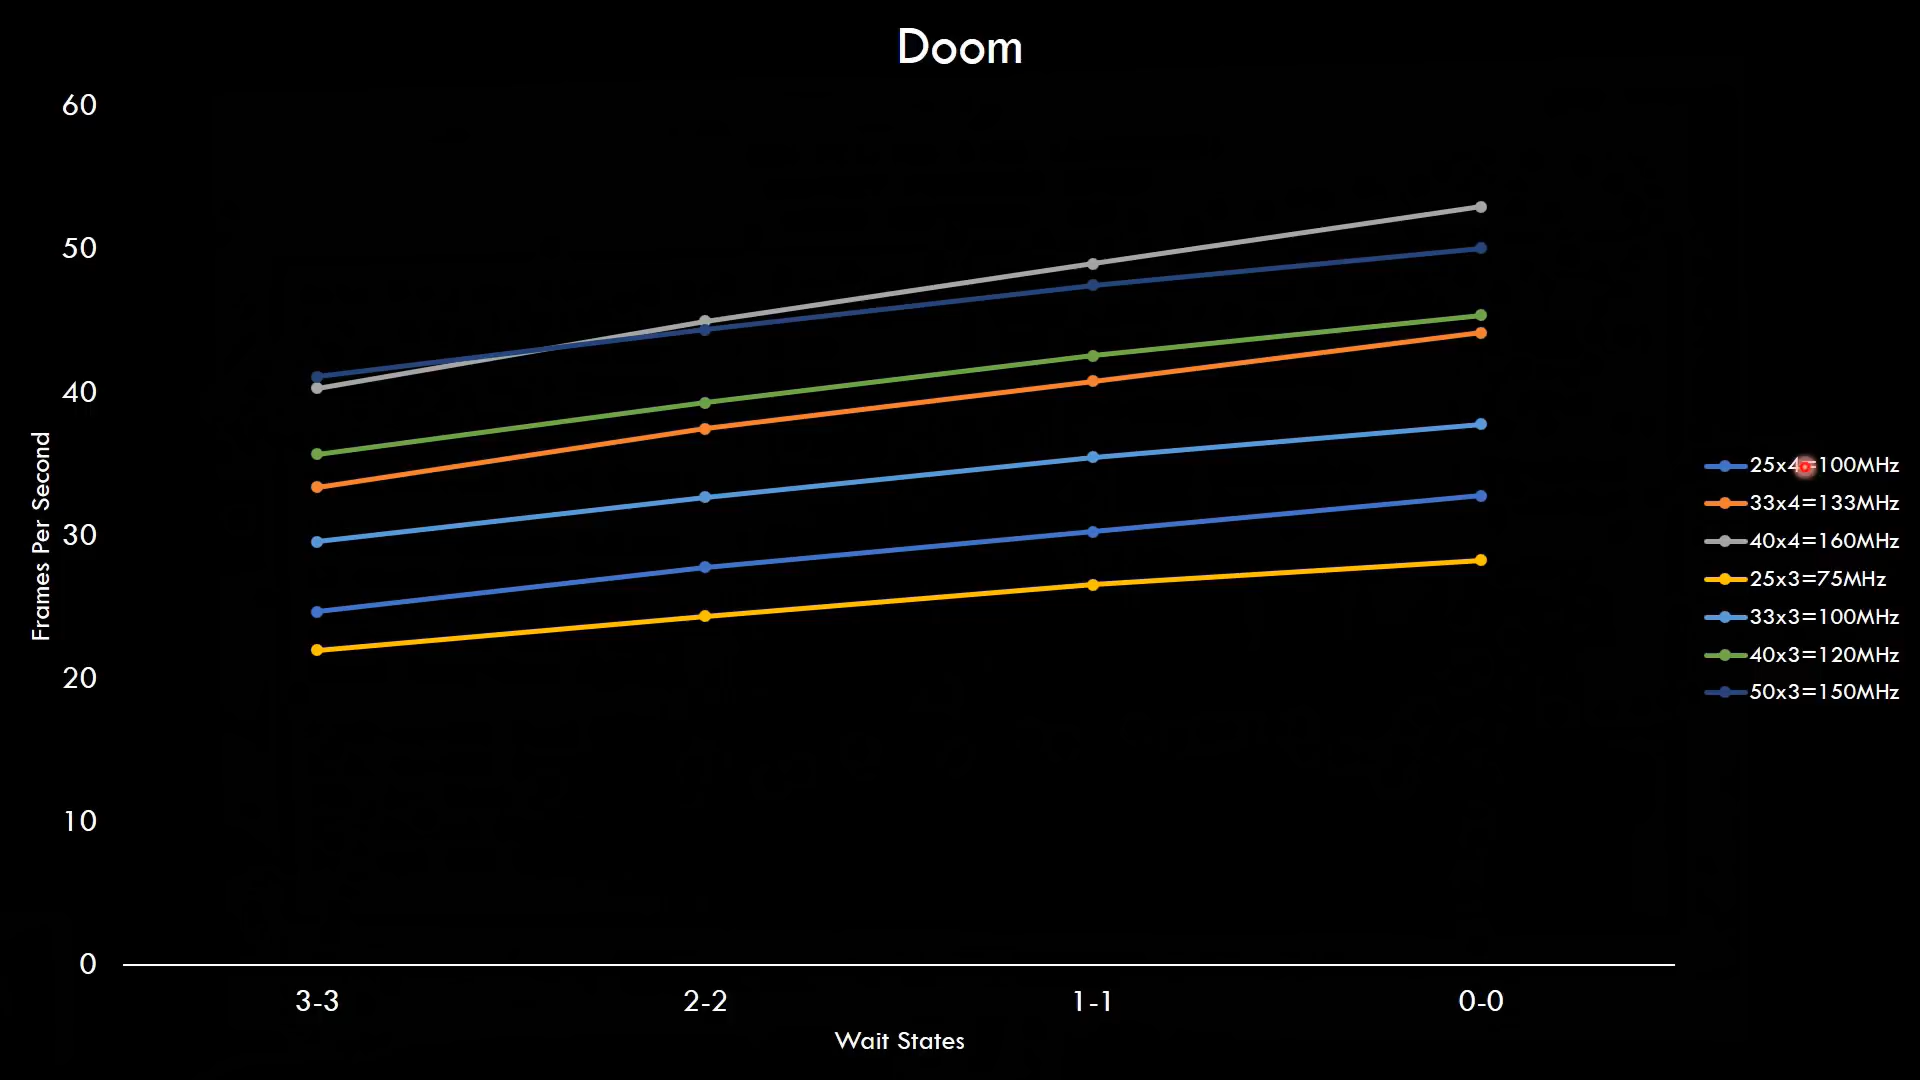 Doom
60
50
40
30
20
10
0
Frames Per Second
3-3 2-2 1-1 0-0
Wait States
25x4=100MHz
33x4=133MHz
40x4=160MHz
25x3=75MHz
33x3=100MHz
40x3=120MHz
50x3=150MHz